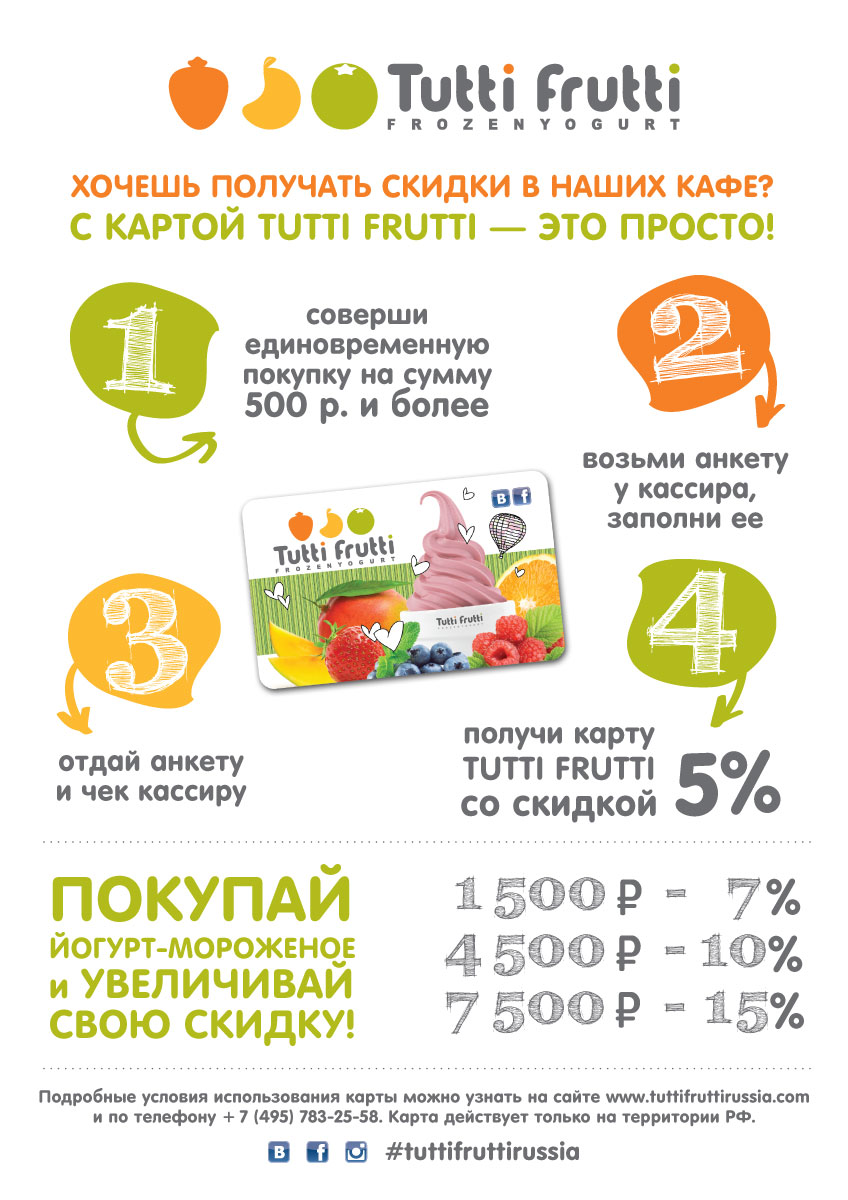 Tutti Frutti
FROZENYOGURT
ХОЧЕШЬ ПОЛУЧАТЬ СКИДКИ В НАШИХ КАФЕ?
С КАРТОЙ TUTTI FRUTTI — ЭТО ПРОСТО!
1
соверши
единовременную
покупку на сумму
500 р. и более
2
возьми анкету
у кассира,
заполни ее
B f
Tutti Frutti
FROZENYOGURT
Tutti Frutti
FROZENYOGURT
3
отдай анкету
и чек кассиру
4
получи карту
TUTTI FRUTTI
со скидкой 5%
ПОКУПАЙ
ЙОГУРТ-МОРОЖЕНОЕ
и УВЕЛИЧИВАЙ
СВОЮ СКИДКУ!
1 500 ₽ - 7%
4 500 ₽ - 10%
7 500 ₽ - 15%
Подробные условия использования карты можно узнать на сайте www.tuttifruttirussia.com
и по телефону + 7 (495) 783-25-58. Карта действует только на территории РФ.
B f #tuttifruttirussia